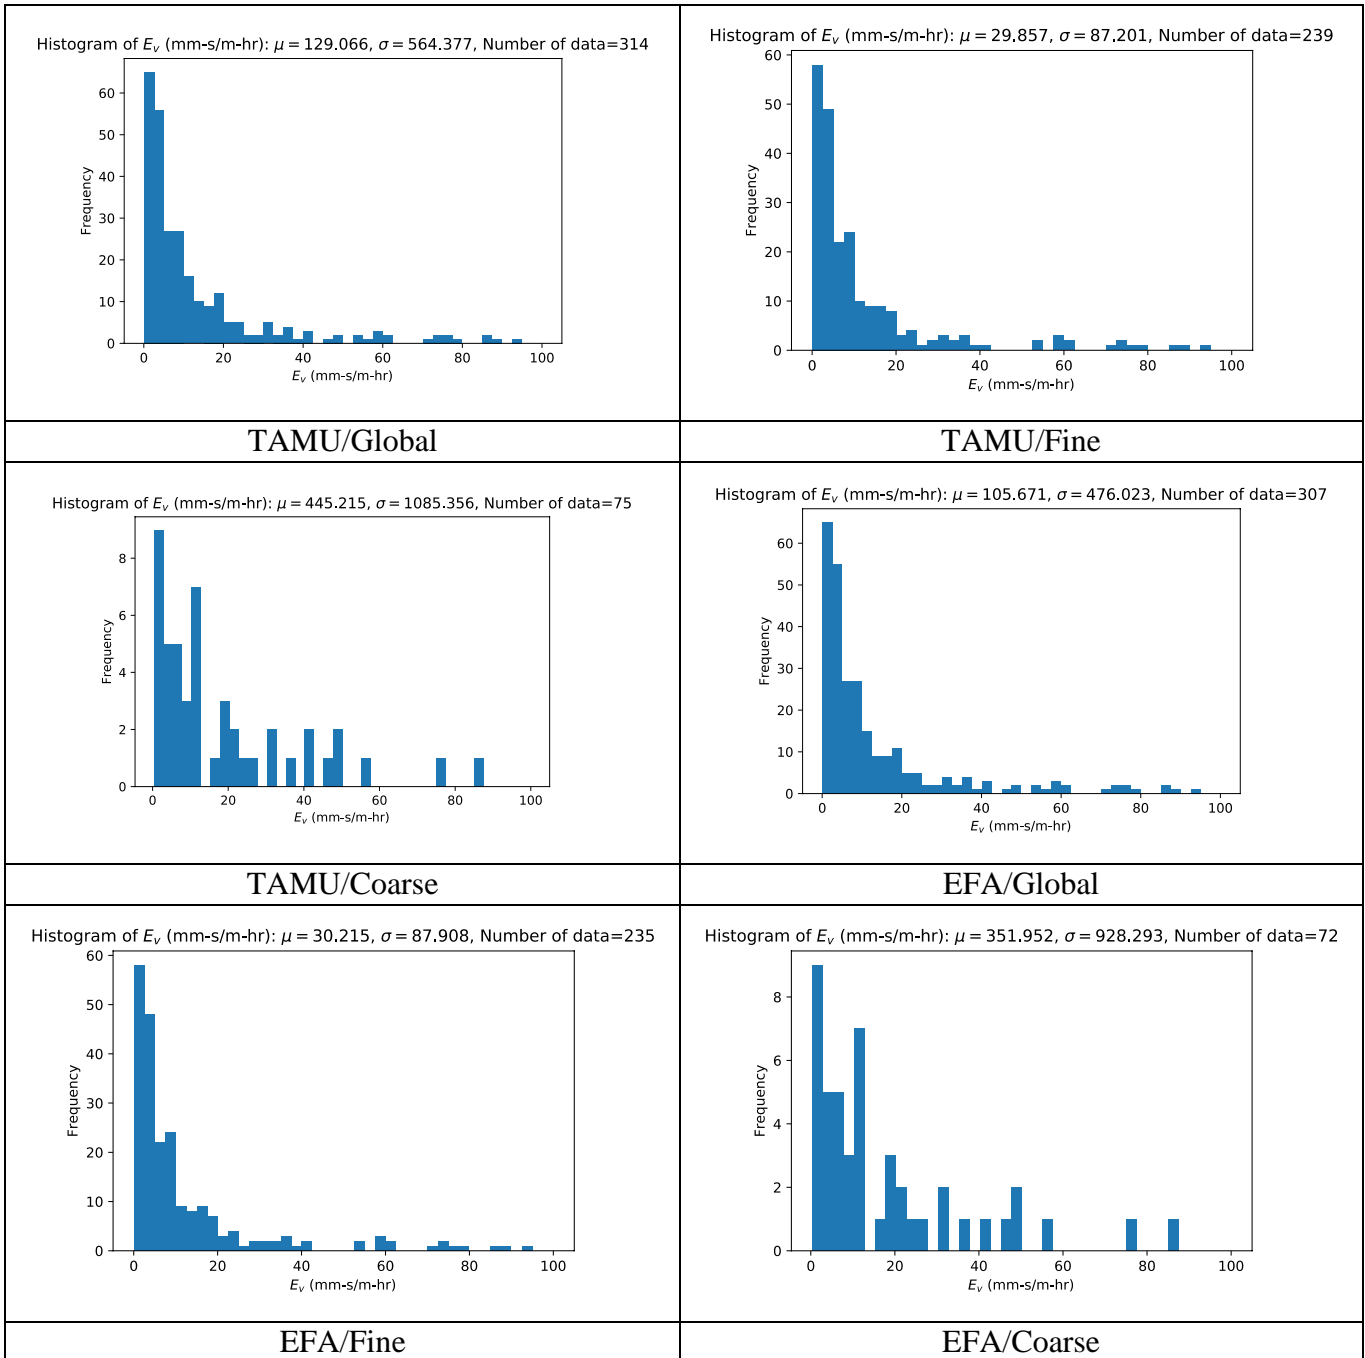 Histogram of E_v (mm-s/m-hr): μ = 129.066, σ = 564.377, Number of data=314
Frequency
60
50
40
30
20
10
0
0 20 40 60 80 100
E_v (mm-s/m-hr)
TAMU/Global
Histogram of E_v (mm-s/m-hr): μ = 29.857, σ = 87.201, Number of data=239
Frequency
60
50
40
30
20
10
0
0 20 40 60 80 100
E_v (mm-s/m-hr)
TAMU/Fine
Histogram of E_v (mm-s/m-hr): μ = 445.215, σ = 1085.356, Number of data=75
Frequency
8
6
4
2
0
0 20 40 60 80 100
E_v (mm-s/m-hr)
TAMU/Coarse
Histogram of E_v (mm-s/m-hr): μ = 105.671, σ = 476.023, Number of data=307
Frequency
60
50
40
30
20
10
0
0 20 40 60 80 100
E_v (mm-s/m-hr)
EFA/Global
Histogram of E_v (mm-s/m-hr): μ = 30.215, σ = 87.908, Number of data=235
Frequency
60
50
40
30
20
10
0
0 20 40 60 80 100
E_v (mm-s/m-hr)
EFA/Fine
Histogram of E_v (mm-s/m-hr): μ = 351.952, σ = 928.293, Number of data=72
Frequency
8
6
4
2
0
0 20 40 60 80 100
E_v (mm-s/m-hr)
EFA/Coarse